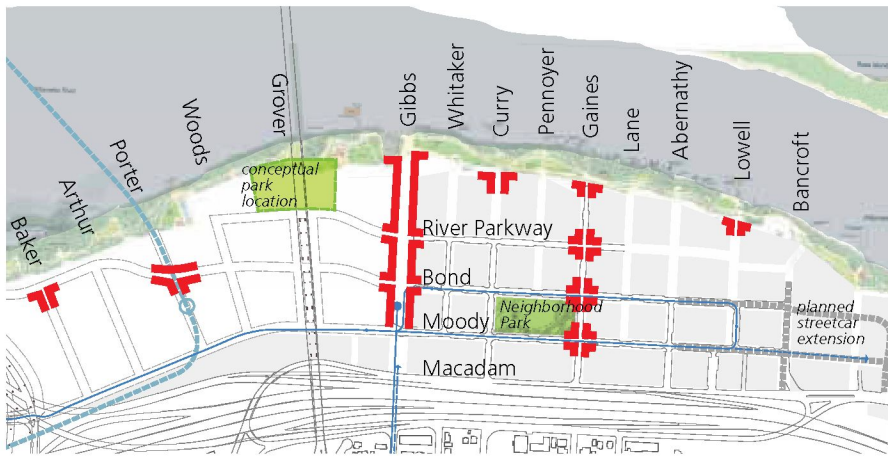 Baker
Arthur
Porter
Woods
Grover
Gibbs
Whitaker
Curry
Pennoyer
Gaines
Lane
Abernathy
Lowell
Bancroft
conceptual
park
location
River Parkway
Bond
Neighborhood
Park
Moody
planned
streetcar
extension
Macadam